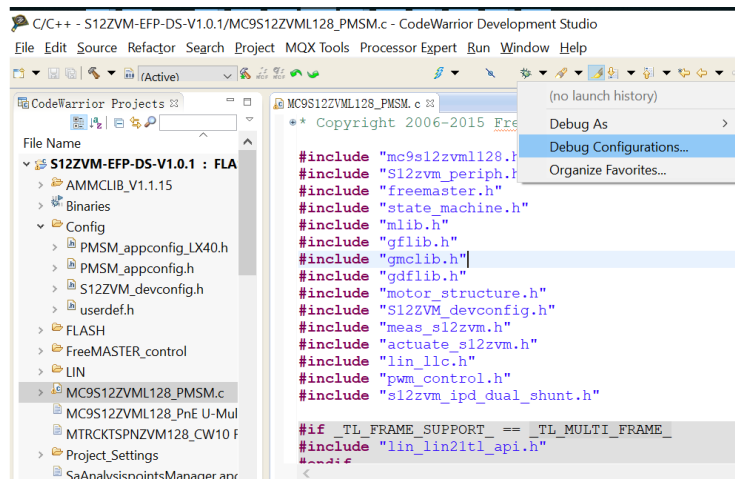 C/C++ - S12ZVM-EFP-DS-V1.0.1/MC9S12ZVML128_PMSM.c - CodeWarrior Development Studio
File Edit Source Refactor Search Project MQX Tools Processor Expert Run Window Help
(Active)
(no launch history)
Debug As
Debug Configurations...
Organize Favorites...
CodeWarrior Projects
File Name
S12ZVM-EFP-DS-V1.0.1 : FLA
AMMCLIB_V1.1.15
Binaries
Config
PMSM_appconfig_LX40.h
PMSM_appconfig.h
S12ZVM_devconfig.h
userdef.h
FLASH
FreeMASTER_control
LIN
MC9S12ZVML128_PMSM.c
MC9S12ZVML128_PnE U-Mul
MTRCKTSPNZVM128_CW10 F
Project_Settings
SaAnalysispointsManager.apc
MC9S12ZVML128_PMSM.c
* Copyright 2006-2015 Fre
#include "mc9s12zvml128.h
#include "S12zvm_periph.h
#include "freemaster.h"
#include "state_machine.h"
#include "mlib.h"
#include "gflib.h"
#include "gmclib.h"
#include "gdflib.h"
#include "motor_structure.h"
#include "S12ZVM_devconfig.h"
#include "meas_s12zvm.h"
#include "actuate_s12zvm.h"
#include "lin_llc.h"
#include "pwm_control.h"
#include "s12zvm_ipd_dual_shunt.h"
#if _TL_FRAME_SUPPORT_ == _TL_MULTI_FRAME_
#include "lin_lin21tl_api.h"
#endif